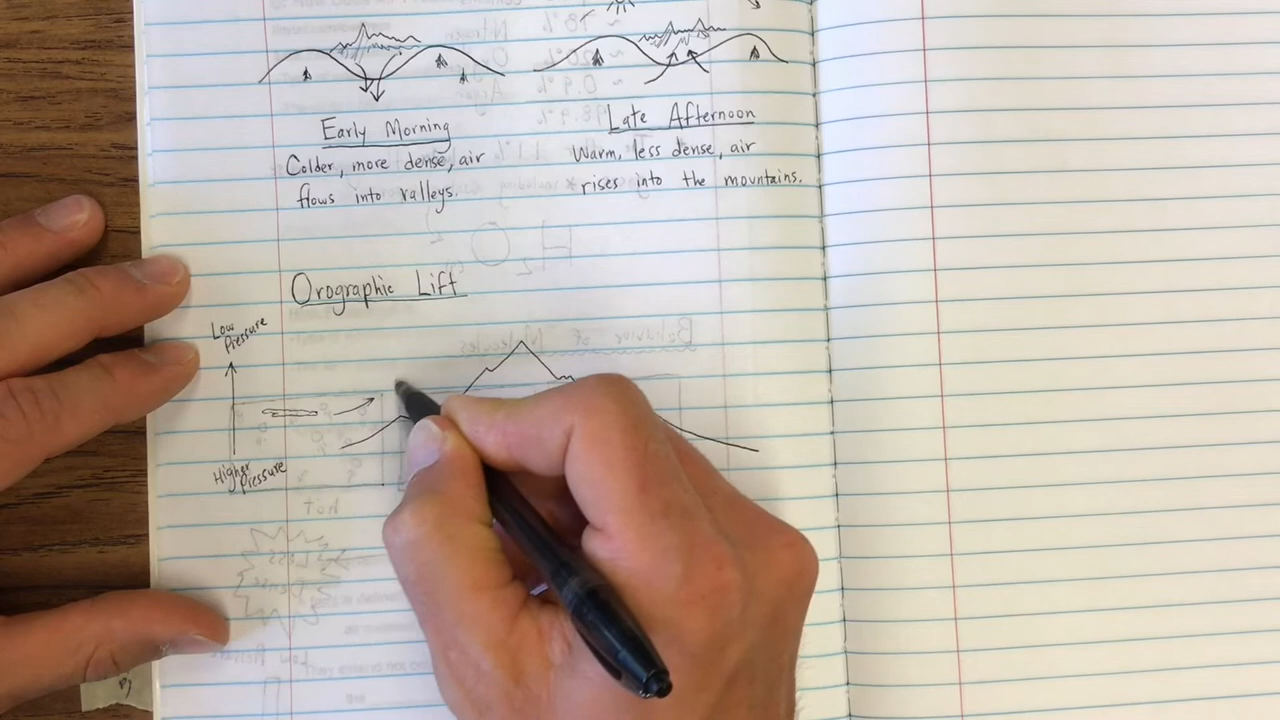 Early Morning
Colder, more dense, air
flows into valleys.
Late Afternoon
Warm, less dense, air
rises into the mountains.
Orographic Lift
Low
Pressure
Higher
Pressure